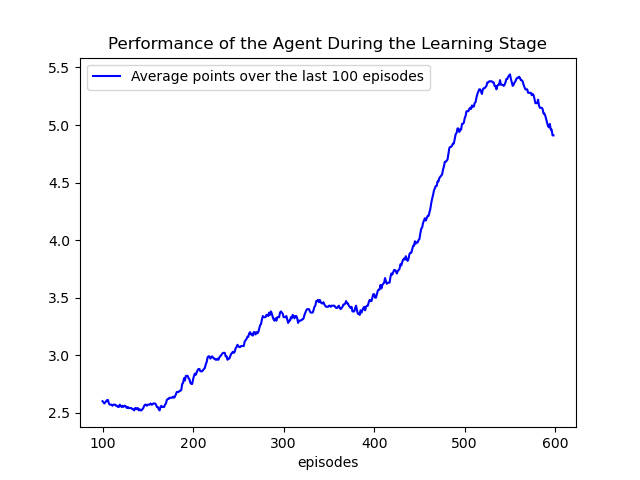 Performance of the Agent During the Learning Stage
Average points over the last 100 episodes
5.5
5.0
4.5
4.0
3.5
3.0
2.5
100 200 300 400 500 600
episodes